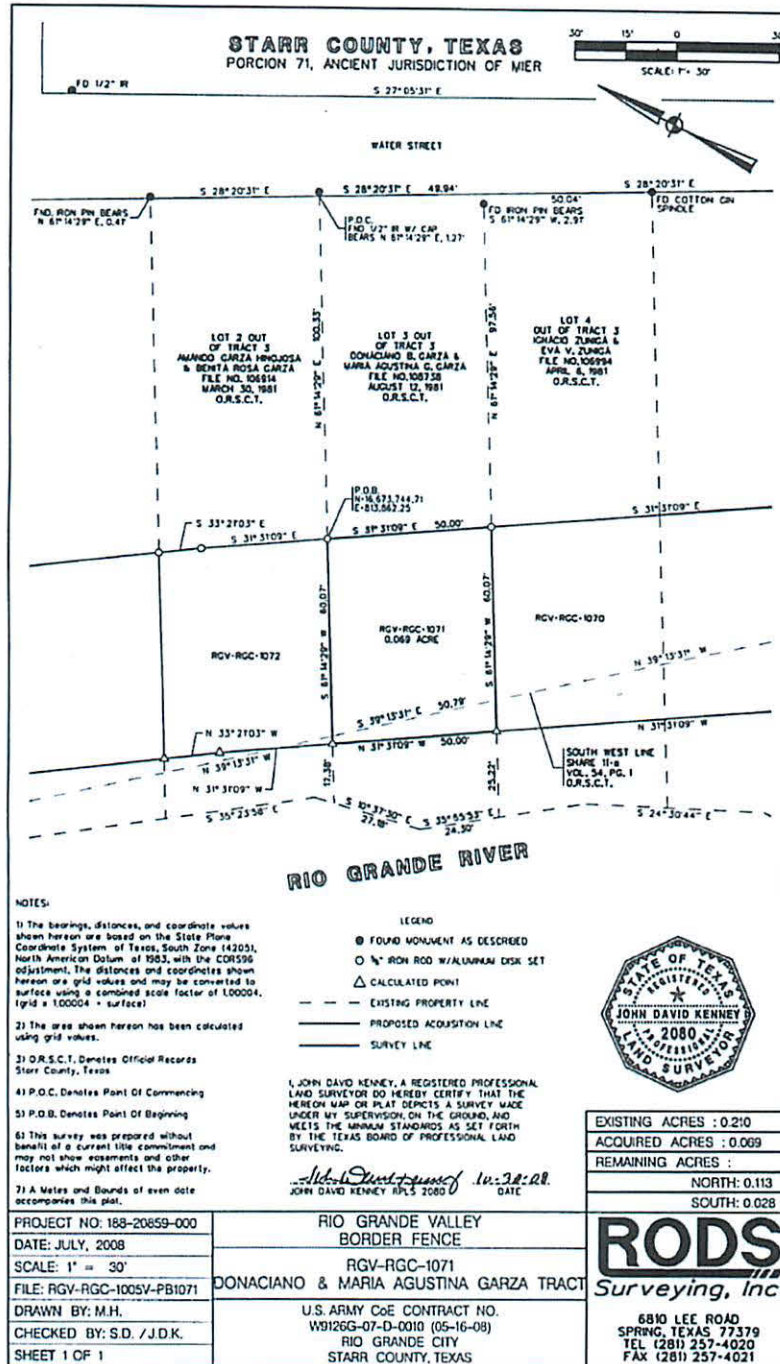 STARR COUNTY, TEXAS
PORCION 71, ANCIENT JURISDICTION OF MIER
30' 15' 0 30'
SCALE: 1"= 30'
FD 1/2" IR
S 27°05'31" E
WATER STREET
S 28°20'31" E
S 28°20'31" E 49.94'
50.04'
S 28°20'31" E
FND. IRON PIN BEARS
N 61°14'29" E, 0.41'
P.O.C.
FND 1/2" IR W/ CAP
BEARS N 61°14'29" E, 1.27'
FD IRON PIN BEARS
S 61°14'29" W, 2.91'
FD COTTON GIN
SPINDLE
LOT 2 OUT
OF TRACT 3
AMANDO GARZA HINOJOSA
& BENITA ROSA GARZA
FILE NO. 106914
MARCH 30, 1981
O.R.S.C.T.
N 61°14'29" E 100.33'
LOT 3 OUT
OF TRACT 3
DONACIANO B. GARZA &
MARIA AGUSTINA G. GARZA
FILE NO. 108738
AUGUST 12, 1981
O.R.S.C.T.
N 61°14'29" E 97.56'
LOT 4
OUT OF TRACT 3
IGNACIO ZUNIGA &
EVA V. ZUNIGA
FILE NO. 106994
APRIL 6, 1981
O.R.S.C.T.
P.O.B.
N=16,673,744.71
E=813,862.25
S 33°21'03" E
S 31°31'09" E
S 31°31'09" E 50.00'
S 31°31'09" E
RGV-RGC-1072
S 61°14'29" W 60.07'
RGV-RGC-1071
0.069 ACRE
S 61°14'29" W 60.07'
RGV-RGC-1070
N 39°13'31" W
S 39°13'31" E 50.79'
N 33°21'03" W
N 39°13'31" W
N 31°31'09" W
N 31°31'09" W 50.00'
N 31°31'09" W
SOUTH WEST LINE
SHARE 11-a
VOL. 54, PG. 1
O.R.S.C.T.
17.38'
25.22'
S 35°23'56" E
S 10°37'30" E
27.18'
S 35°55'53" E
24.30'
S 24°30'44" E
RIO GRANDE RIVER
NOTES:
1) The bearings, distances, and coordinate values
shown hereon are based on the State Plane
Coordinate System of Texas, South Zone (4205),
North American Datum of 1983, with the CORS96
adjustment. The distances and coordinates shown
hereon are grid values and may be converted to
surface using a combined scale factor of 1.00004.
(grid x 1.00004 = surface)
2) The area shown hereon has been calculated
using grid values.
3) O.R.S.C.T. Denotes Official Records
Starr County, Texas
4) P.O.C. Denotes Point Of Commencing
5) P.O.B. Denotes Point Of Beginning
6) This survey was prepared without
benefit of a current title commitment and
may not show easements and other
factors which might affect the property.
7) A Metes and Bounds of even date
accompanies this plat.
LEGEND
FOUND MONUMENT AS DESCRIBED
5/8" IRON ROD W/ALUMINUM DISK SET
CALCULATED POINT
EXISTING PROPERTY LINE
PROPOSED ACQUISITION LINE
SURVEY LINE
I, JOHN DAVID KENNEY, A REGISTERED PROFESSIONAL
LAND SURVEYOR DO HEREBY CERTIFY THAT THE
HEREON MAP OR PLAT DEPICTS A SURVEY MADE
UNDER MY SUPERVISION, ON THE GROUND, AND
MEETS THE MINIMUM STANDARDS AS SET FORTH
BY THE TEXAS BOARD OF PROFESSIONAL LAND
SURVEYING.
John David Kenney 10-30-08
JOHN DAVID KENNEY RPLS 2080 DATE
STATE OF TEXAS
REGISTERED
JOHN DAVID KENNEY
2080
PROFESSIONAL
LAND SURVEYOR
EXISTING ACRES : 0.210
ACQUIRED ACRES : 0.069
REMAINING ACRES :
NORTH: 0.113
SOUTH: 0.028
PROJECT NO: 188-20859-000
DATE: JULY, 2008
SCALE: 1" = 30'
FILE: RGV-RGC-1005V-PB1071
DRAWN BY: M.H.
CHECKED BY: S.D. /J.D.K.
SHEET 1 OF 1
RIO GRANDE VALLEY
BORDER FENCE
RGV-RGC-1071
DONACIANO & MARIA AGUSTINA GARZA TRACT
U.S. ARMY CoE CONTRACT NO.
W9126G-07-D-0010 (05-16-08)
RIO GRANDE CITY
STARR COUNTY, TEXAS
RODS
Surveying, Inc
6810 LEE ROAD
SPRING, TEXAS 77379
TEL (281) 257-4020
FAX (281) 257-4021